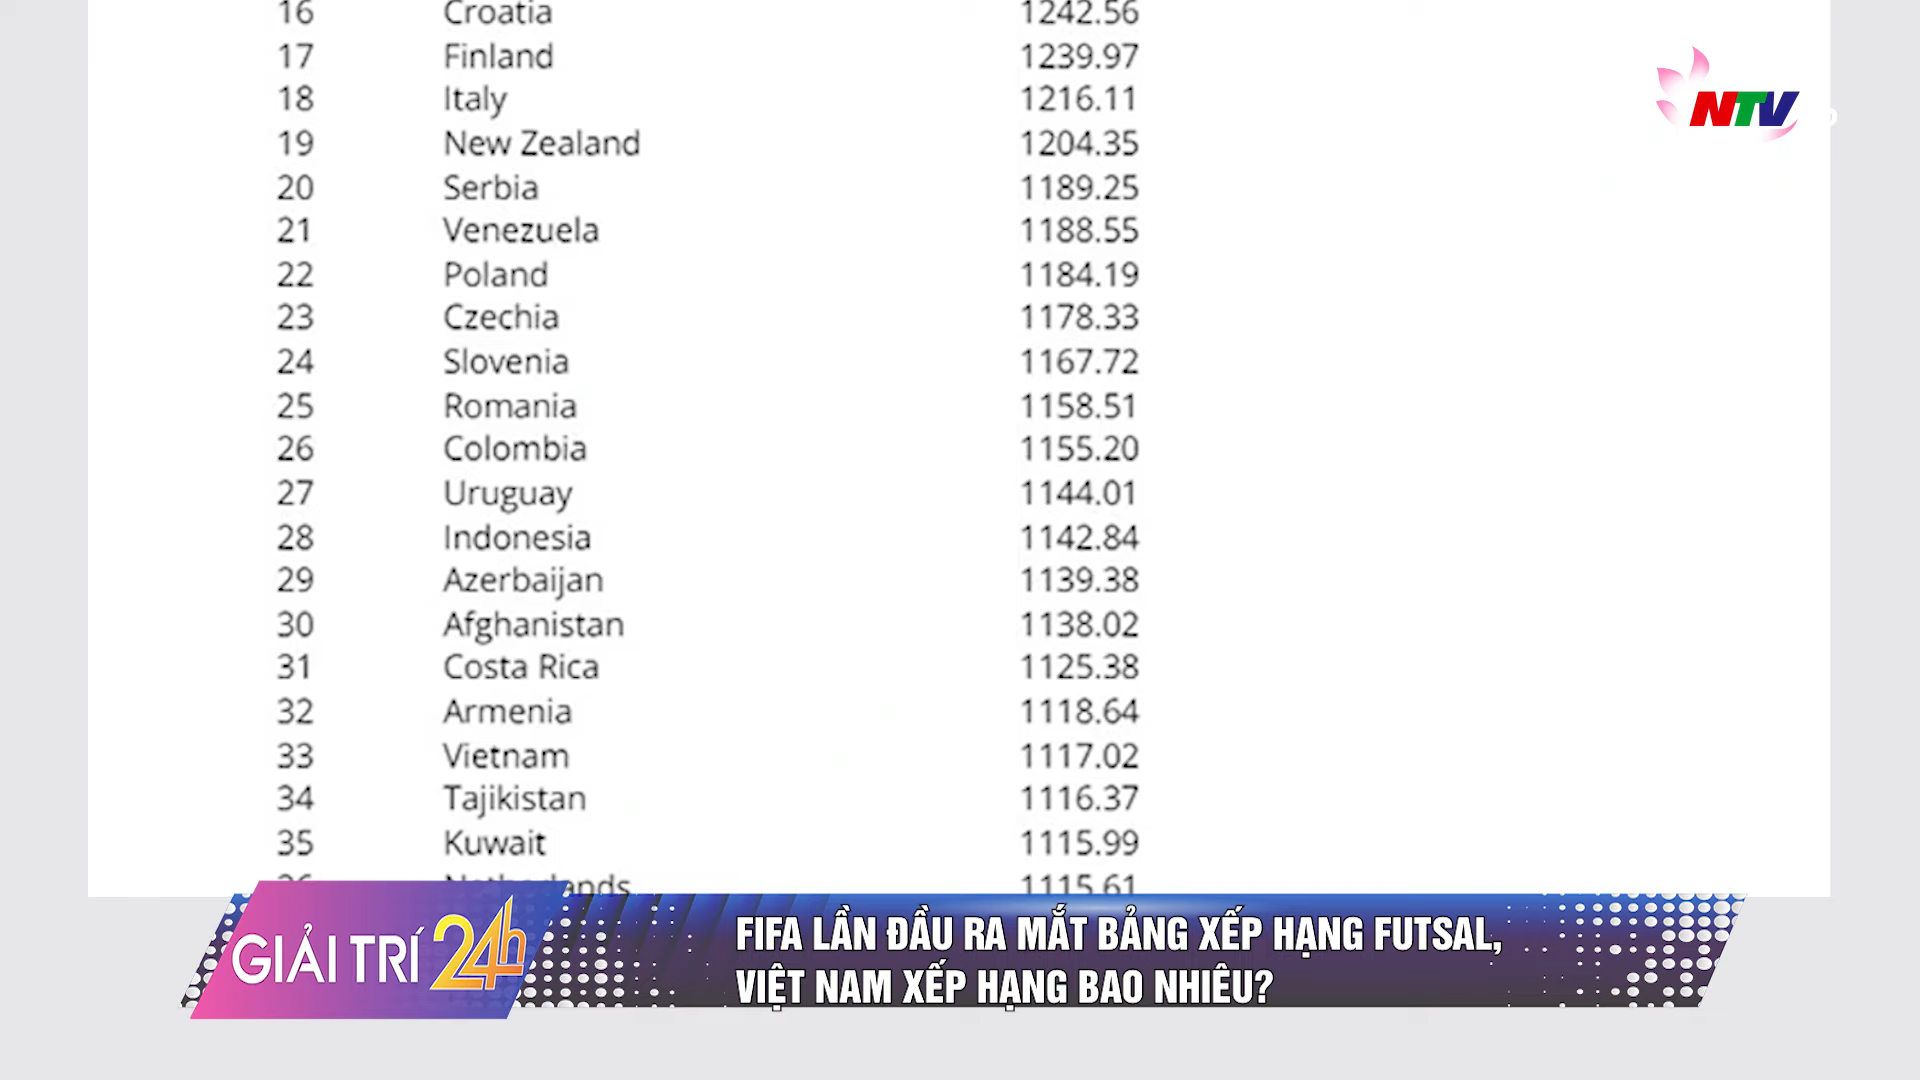 16 Croatia 1242.56
17 Finland 1239.97
18 Italy 1216.11
19 New Zealand 1204.35
20 Serbia 1189.25
21 Venezuela 1188.55
22 Poland 1184.19
23 Czechia 1178.33
24 Slovenia 1167.72
25 Romania 1158.51
26 Colombia 1155.20
27 Uruguay 1144.01
28 Indonesia 1142.84
29 Azerbaijan 1139.38
30 Afghanistan 1138.02
31 Costa Rica 1125.38
32 Armenia 1118.64
33 Vietnam 1117.02
34 Tajikistan 1116.37
35 Kuwait 1115.99
Netherlands 1115.61
NTV
GIẢI TRÍ 24h
FIFA LẦN ĐẦU RA MẮT BẢNG XẾP HẠNG FUTSAL,
VIỆT NAM XẾP HẠNG BAO NHIÊU?